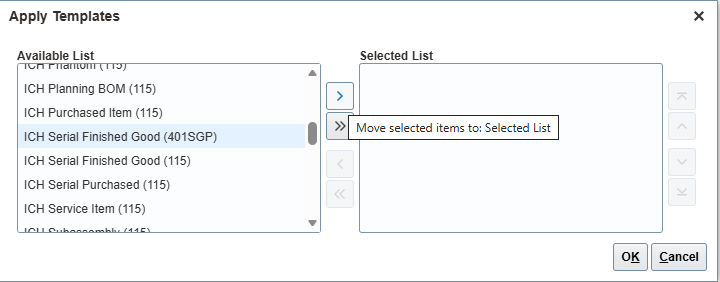 Apply Templates
Available List
ICH Phantom (115)
ICH Planning BOM (115)
ICH Purchased Item (115)
ICH Serial Finished Good (401SGP)
ICH Serial Finished Good (115)
ICH Serial Purchased (115)
ICH Service Item (115)
ICH Subassembly (115)
Selected List
Move selected items to: Selected List
OK
Cancel